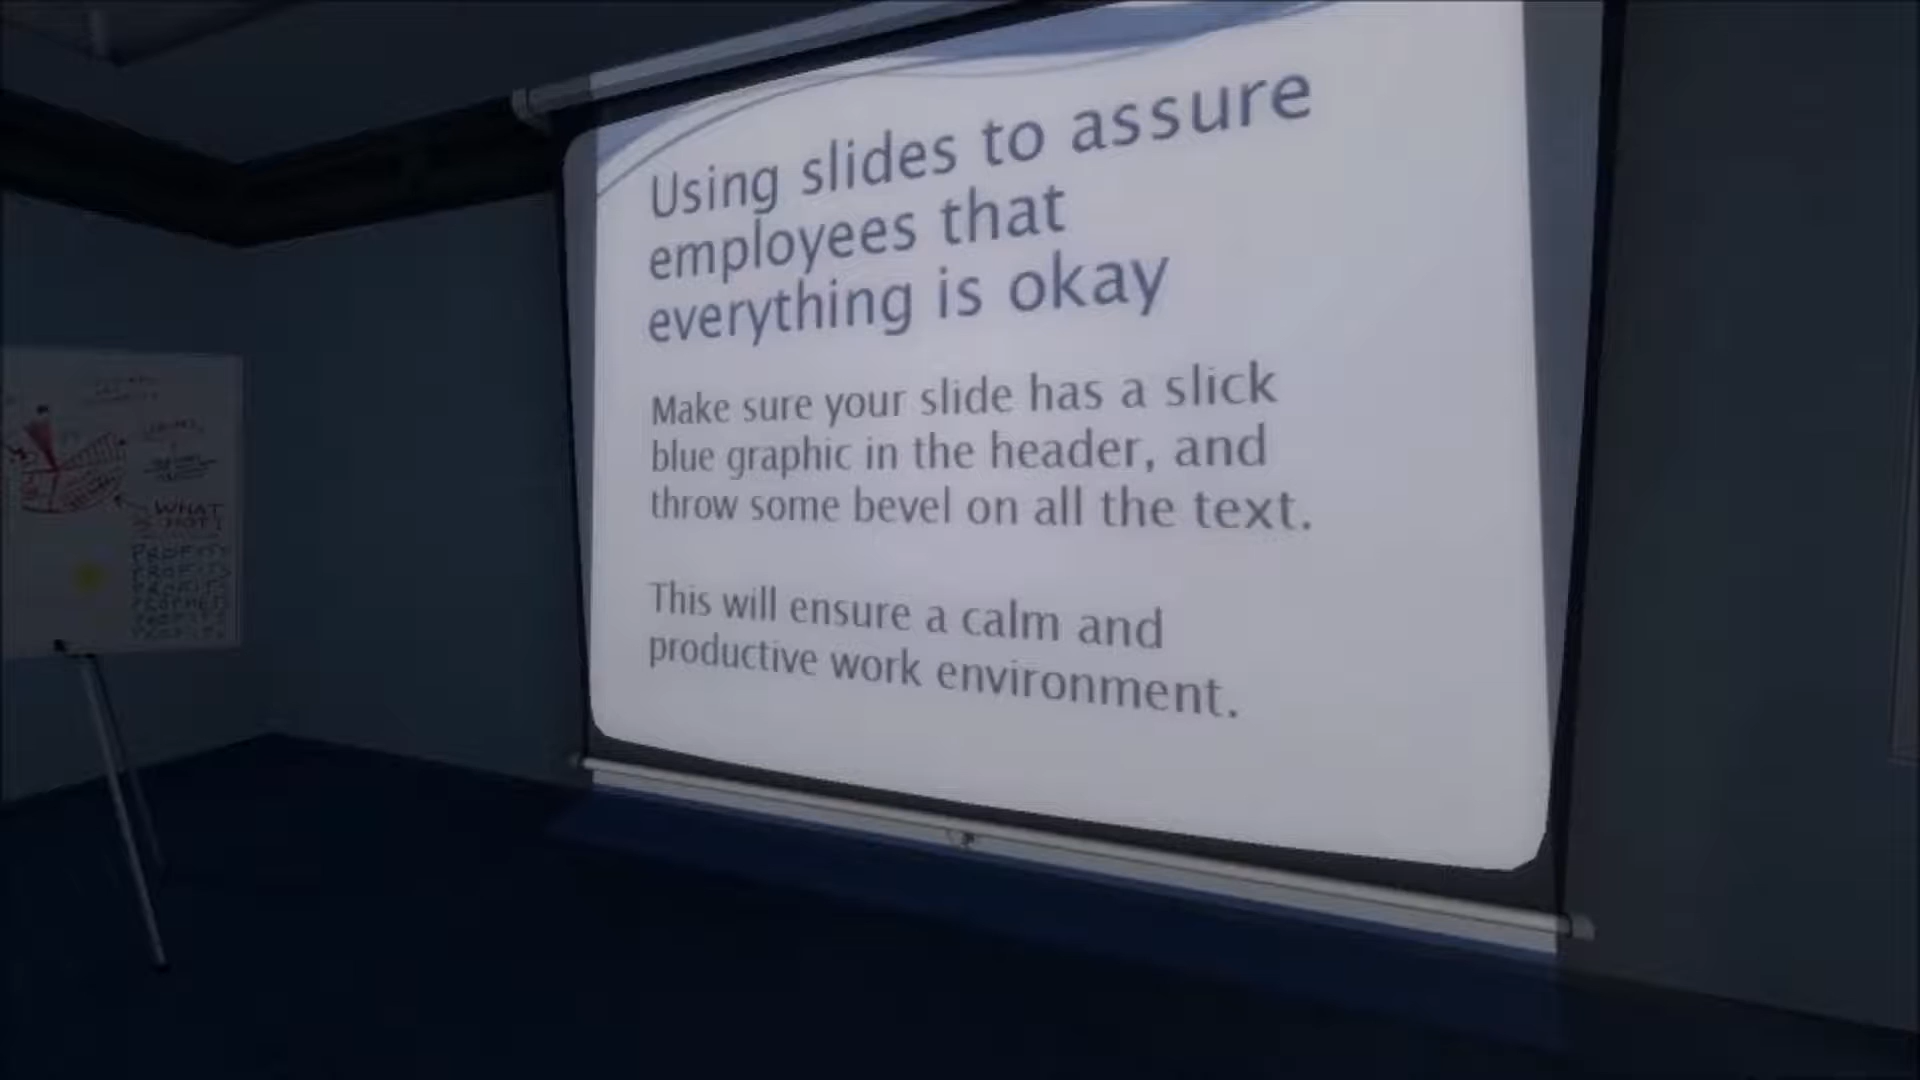 Using slides to assure
employees that
everything is okay
Make sure your slide has a slick
blue graphic in the header, and
throw some bevel on all the text.
This will ensure a calm and
productive work environment.
WHAT
PROFITS